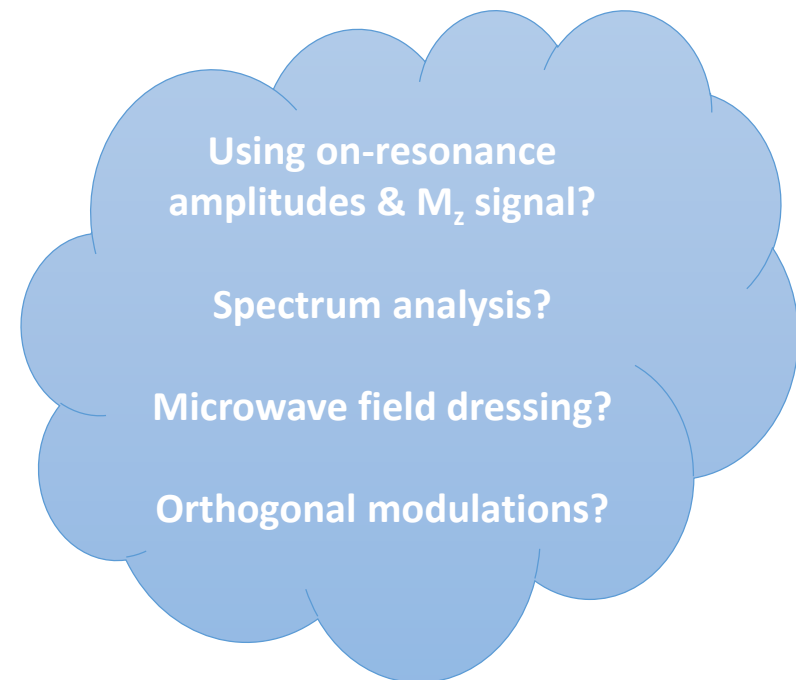 Using on-resonance
amplitudes & Mz signal?
Spectrum analysis?
Microwave field dressing?
Orthogonal modulations?